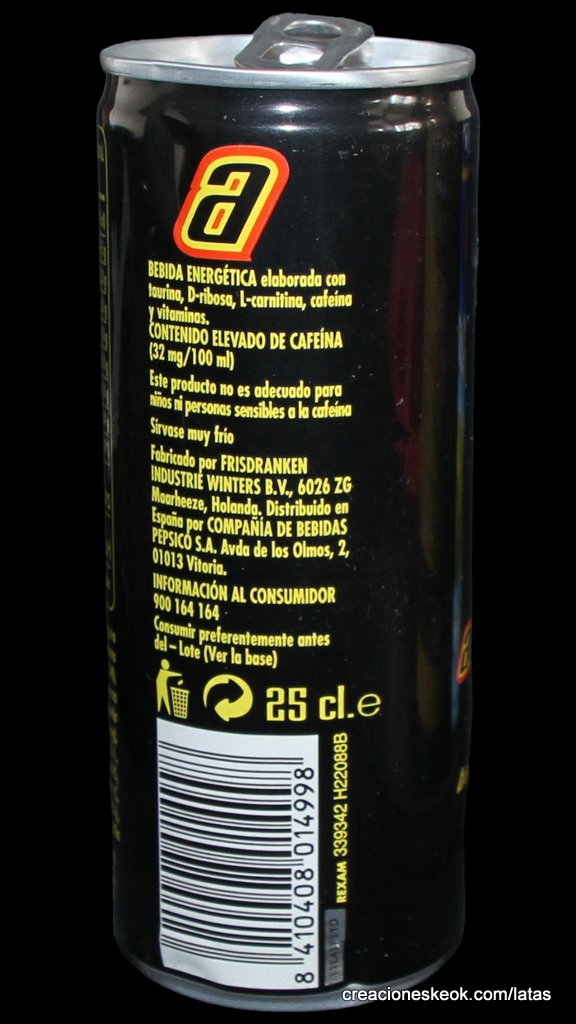 a
BEBIDA ENERGÉTICA elaborada con
taurina, D-ribosa, L-carnitina, cafeína
y vitaminas.
CONTENIDO ELEVADO DE CAFEÍNA
(32 mg/100 ml)
Este producto no es adecuado para
niños ni personas sensibles a la cafeína
Sírvase muy frío
Fabricado por FRISDRANKEN
INDUSTRIE WINTERS B.V., 6026 ZG
Maarheeze, Holanda. Distribuido en
España por COMPAÑÍA DE BEBIDAS
PEPSICO S.A. Avda de los Olmos, 2,
01013 Vitoria.
INFORMACIÓN AL CONSUMIDOR
900 164 164
Consumir preferentemente antes
del – Lote (Ver la base)
25 cl. e
8 410408 014998
REXAM 339342 H22088B
creacioneskeok.com/latas